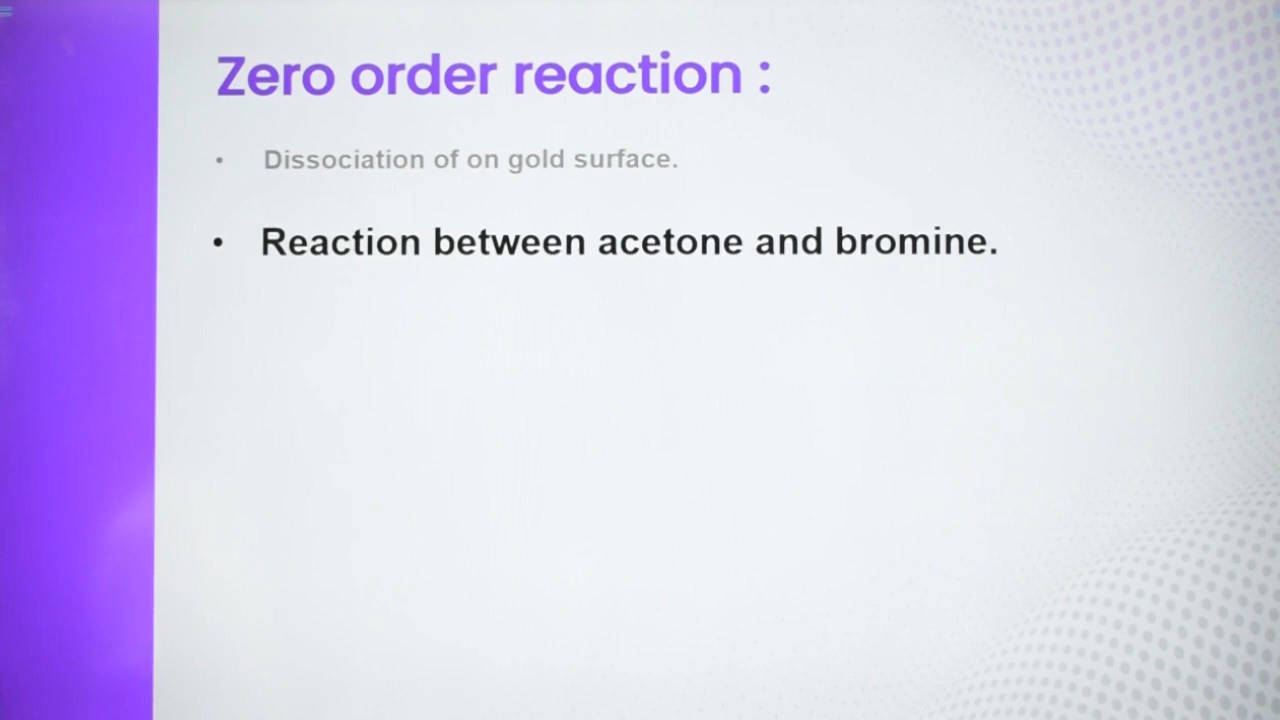 Zero order reaction :
• Dissociation of on gold surface.
• Reaction between acetone and bromine.